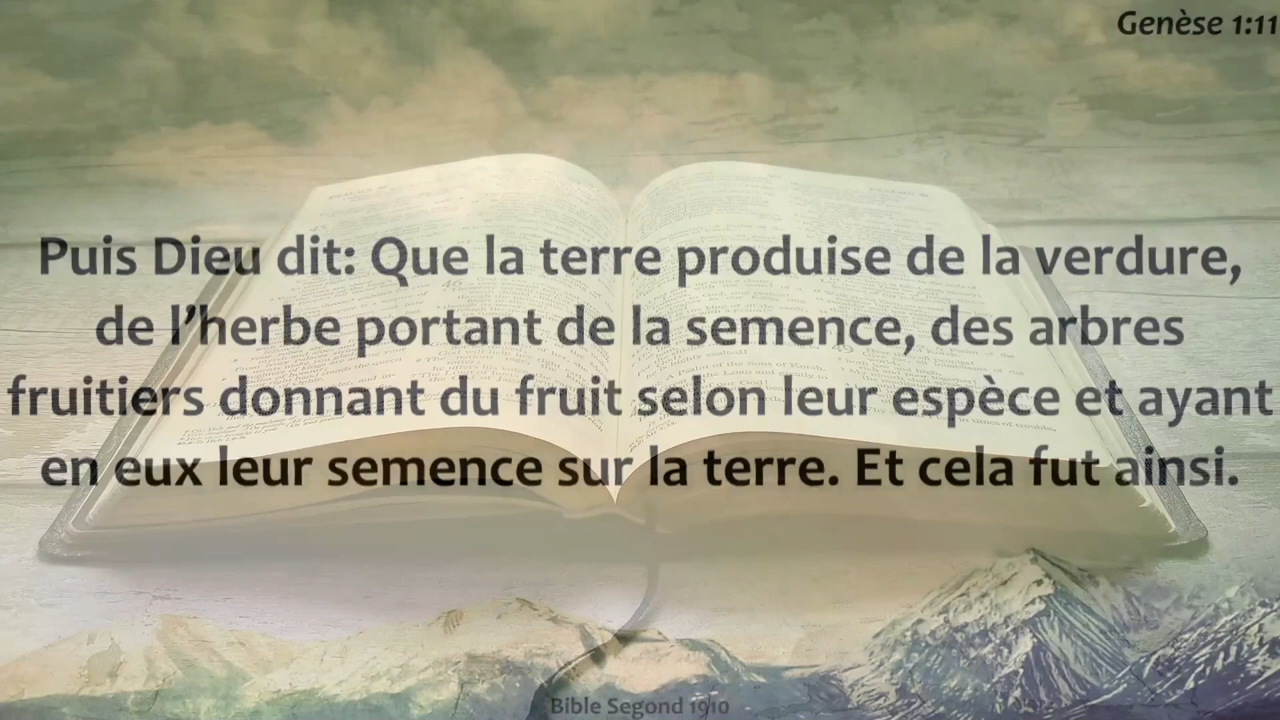 Genèse 1:11
Puis Dieu dit: Que la terre produise de la verdure,
de l’herbe portant de la semence, des arbres
fruitiers donnant du fruit selon leur espèce et ayant
en eux leur semence sur la terre. Et cela fut ainsi.
Bible Segond 1910